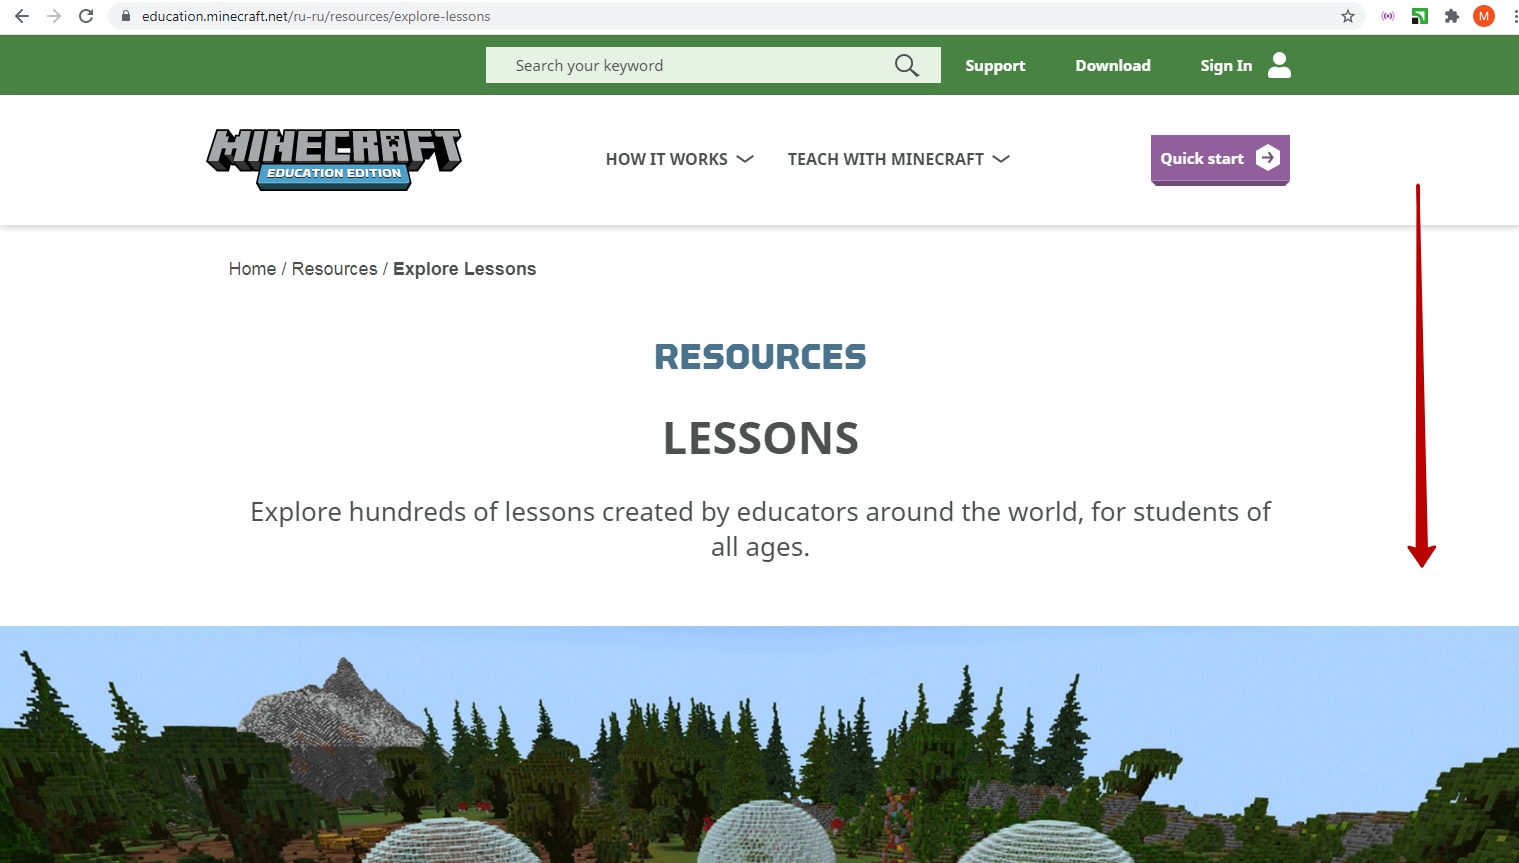 education.minecraft.net/ru-ru/resources/explore-lessons
M
Search your keyword
Support
Download
Sign In
MINECRAFT
EDUCATION EDITION
HOW IT WORKS
TEACH WITH MINECRAFT
Quick start
Home / Resources / Explore Lessons
RESOURCES
LESSONS
Explore hundreds of lessons created by educators around the world, for students of
all ages.